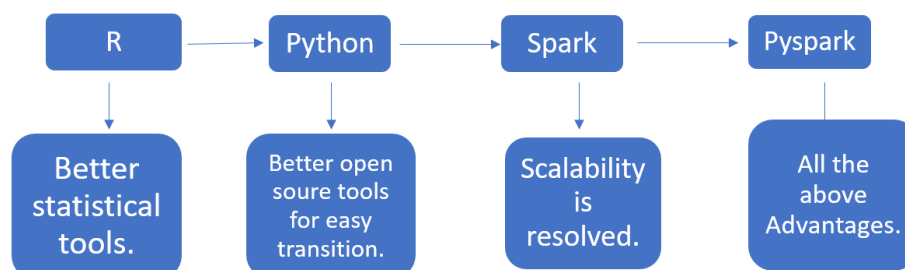 R
Python
Spark
Pyspark
Better
statistical
tools.
Better open
soure tools
for easy
transition.
Scalability
is
resolved.
All the
above
Advantages.